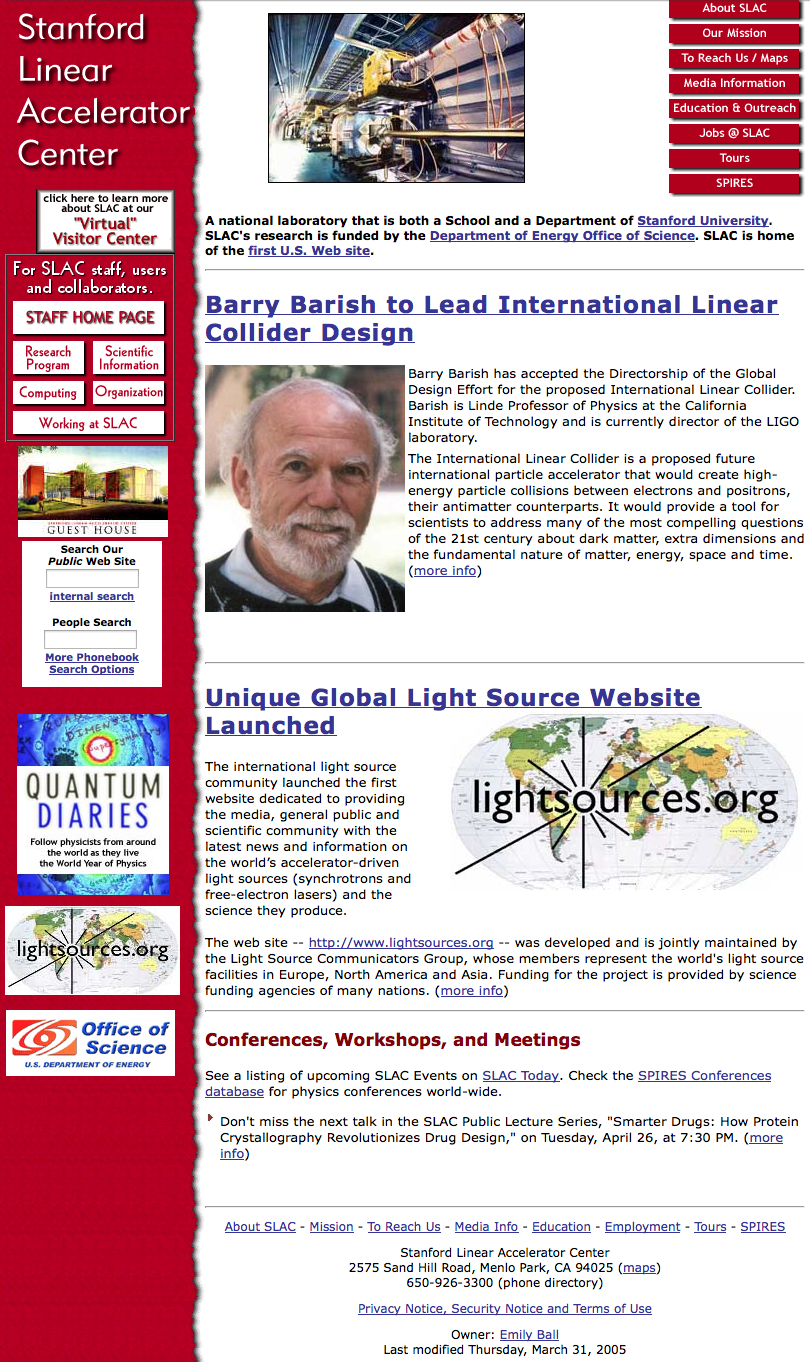 Stanford
Linear
Accelerator
Center
click here to learn more
about SLAC at our
"Virtual"
Visitor Center
For SLAC staff, users
and collaborators.
STAFF HOME PAGE
Research
Program
Scientific
Information
Computing
Organization
Working at SLAC
GUEST HOUSE
Search Our
Public Web Site
internal search
People Search
More Phonebook
Search Options
DIMENSION
Supersymmetry
QUANTUM
DIARIES
Follow physicists from around
the world as they live
the World Year of Physics
lightsources.org
Office of
Science
U.S. DEPARTMENT OF ENERGY
About SLAC
Our Mission
To Reach Us / Maps
Media Information
Education & Outreach
Jobs @ SLAC
Tours
SPIRES
A national laboratory that is both a School and a Department of Stanford University.
SLAC's research is funded by the Department of Energy Office of Science. SLAC is home
of the first U.S. Web site.
Barry Barish to Lead International Linear
Collider Design
Barry Barish has accepted the Directorship of the Global
Design Effort for the proposed International Linear Collider.
Barish is Linde Professor of Physics at the California
Institute of Technology and is currently director of the LIGO
laboratory.
The International Linear Collider is a proposed future
international particle accelerator that would create high-
energy particle collisions between electrons and positrons,
their antimatter counterparts. It would provide a tool for
scientists to address many of the most compelling questions
of the 21st century about dark matter, extra dimensions and
the fundamental nature of matter, energy, space and time.
(more info)
Unique Global Light Source Website
Launched
The international light source
community launched the first
website dedicated to providing
the media, general public and
scientific community with the
latest news and information on
the world's accelerator-driven
light sources (synchrotrons and
free-electron lasers) and the
science they produce.
lightsources.org
The web site -- http://www.lightsources.org -- was developed and is jointly maintained by
the Light Source Communicators Group, whose members represent the world's light source
facilities in Europe, North America and Asia. Funding for the project is provided by science
funding agencies of many nations. (more info)
Conferences, Workshops, and Meetings
See a listing of upcoming SLAC Events on SLAC Today. Check the SPIRES Conferences
database for physics conferences world-wide.
Don't miss the next talk in the SLAC Public Lecture Series, "Smarter Drugs: How Protein
Crystallography Revolutionizes Drug Design," on Tuesday, April 26, at 7:30 PM. (more
info)
About SLAC - Mission - To Reach Us - Media Info - Education - Employment - Tours - SPIRES
Stanford Linear Accelerator Center
2575 Sand Hill Road, Menlo Park, CA 94025 (maps)
650-926-3300 (phone directory)
Privacy Notice, Security Notice and Terms of Use
Owner: Emily Ball
Last modified Thursday, March 31, 2005